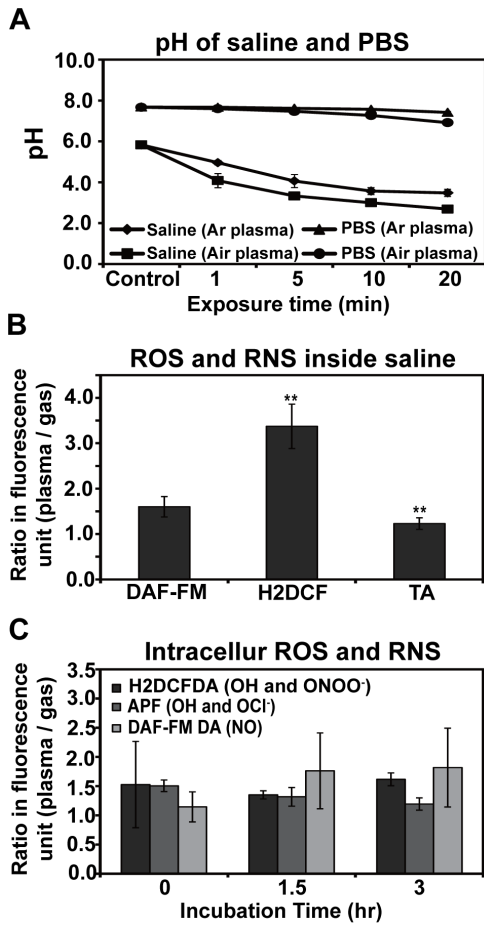 A
pH of saline and PBS
pH
10.0
8.0
6.0
4.0
2.0
0.0
Saline (Ar plasma)
PBS (Ar plasma)
Saline (Air plasma)
PBS (Air plasma)
Control 1 5 10 20
Exposure time (min)
B
ROS and RNS inside saline
Ratio in fluorescence
unit (plasma / gas)
4.0
3.0
2.0
1.0
0.0
**
**
DAF-FM H2DCF TA
C
Intracellur ROS and RNS
Ratio in fluorescence
unit (plasma / gas)
3.5
3.0
2.5
2.0
1.5
1.0
0.5
0.0
H2DCFDA (OH and ONOO⁻)
APF (OH and OCl⁻)
DAF-FM DA (NO)
0 1.5 3
Incubation Time (hr)